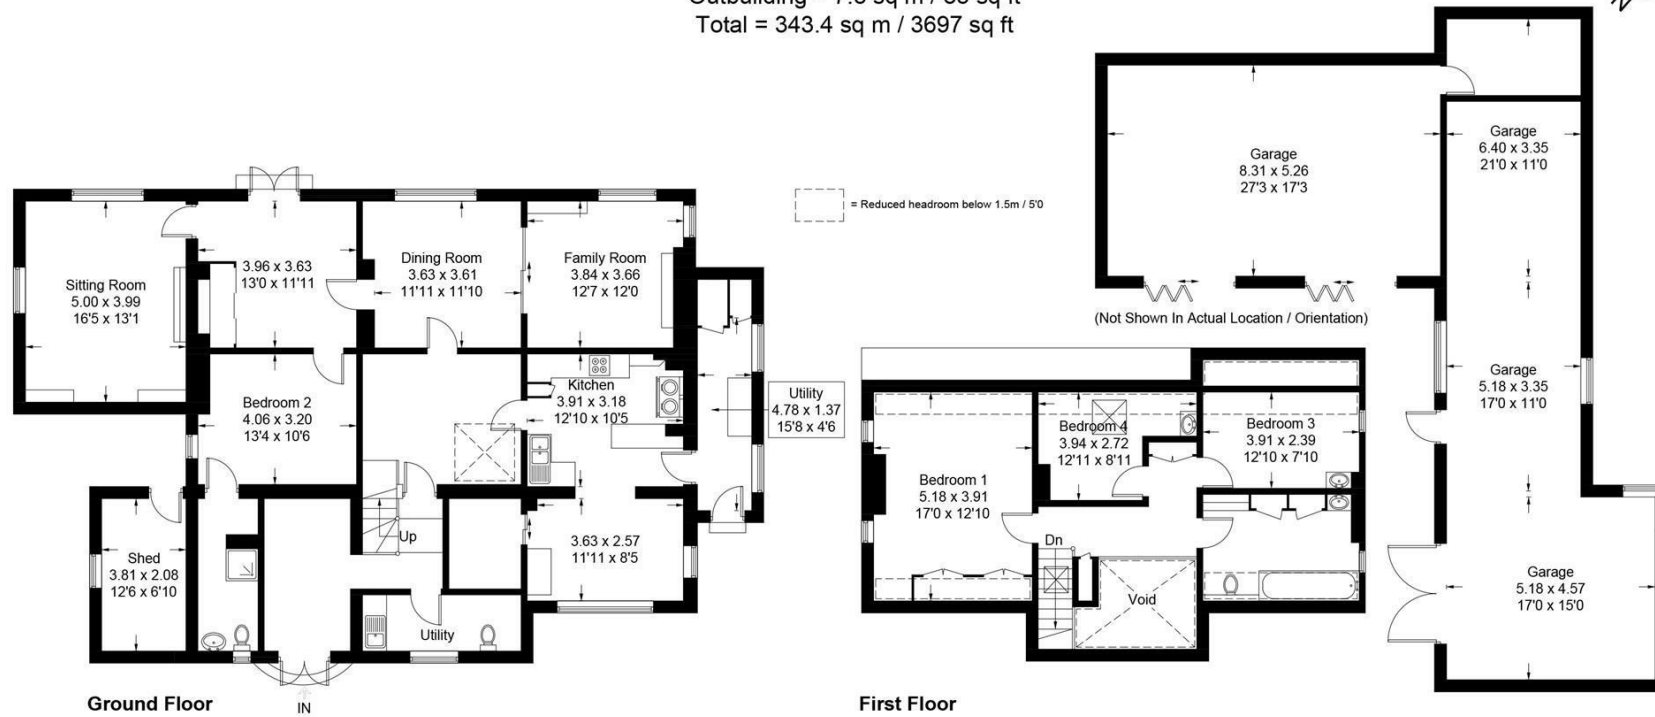 Total = 343.4 sq m / 3697 sq ft
= Reduced headroom below 1.5m / 5'0
Sitting Room
5.00 x 3.99
16'5 x 13'1
3.96 x 3.63
13'0 x 11'11
Dining Room
3.63 x 3.61
11'11 x 11'10
Family Room
3.84 x 3.66
12'7 x 12'0
Bedroom 2
4.06 x 3.20
13'4 x 10'6
Kitchen
3.91 x 3.18
12'10 x 10'5
Utility
4.78 x 1.37
15'8 x 4'6
Shed
3.81 x 2.08
12'6 x 6'10
Up
3.63 x 2.57
11'11 x 8'5
Utility
IN
Ground Floor
Garage
8.31 x 5.26
27'3 x 17'3
(Not Shown In Actual Location / Orientation)
Garage
6.40 x 3.35
21'0 x 11'0
Garage
5.18 x 3.35
17'0 x 11'0
Garage
5.18 x 4.57
17'0 x 15'0
Bedroom 1
5.18 x 3.91
17'0 x 12'10
Bedroom 4
3.94 x 2.72
12'11 x 8'11
Bedroom 3
3.91 x 2.39
12'10 x 7'10
Dn
Void
First Floor